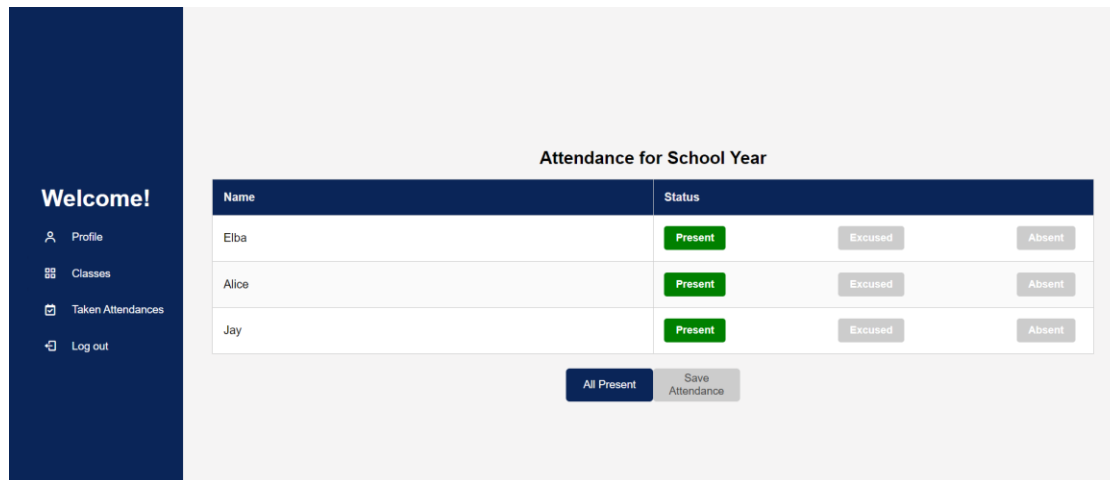 Welcome!
Profile
Classes
Taken Attendances
Log out
Attendance for School Year
Name Status
Elba Present Excused Absent
Alice Present Excused Absent
Jay Present Excused Absent
All Present Save
Attendance